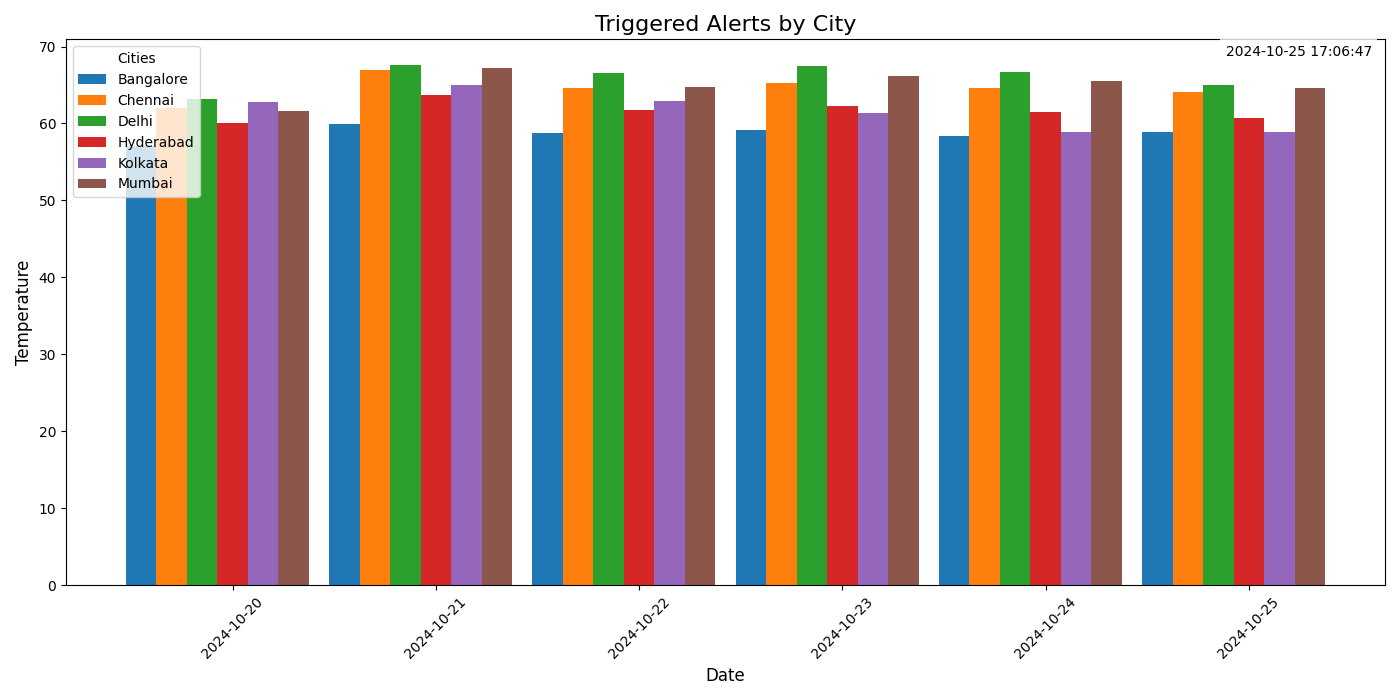 Triggered Alerts by City
2024-10-25 17:06:47
Cities
Bangalore
Chennai
Delhi
Hyderabad
Kolkata
Mumbai
Temperature
70
60
50
40
30
20
10
0
2024-10-20
2024-10-21
2024-10-22
2024-10-23
2024-10-24
2024-10-25
Date